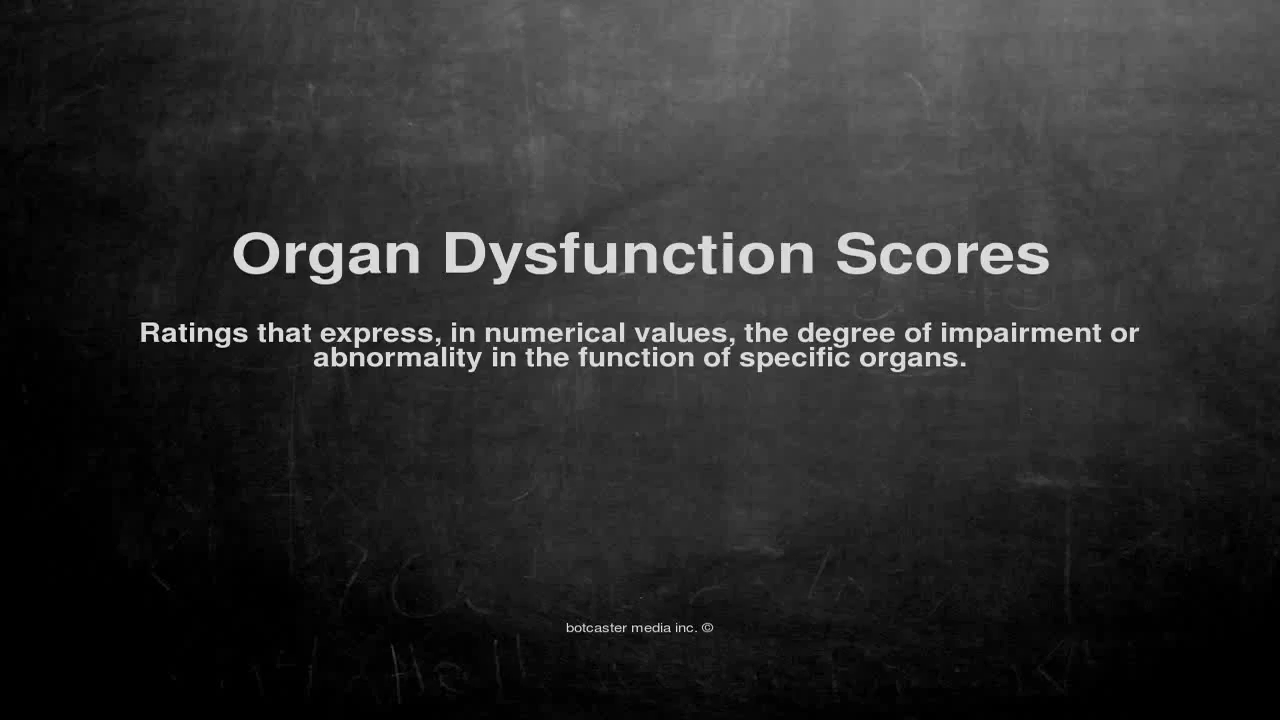 Organ Dysfunction Scores
Ratings that express, in numerical values, the degree of impairment or
abnormality in the function of specific organs.
botcaster media inc. ©